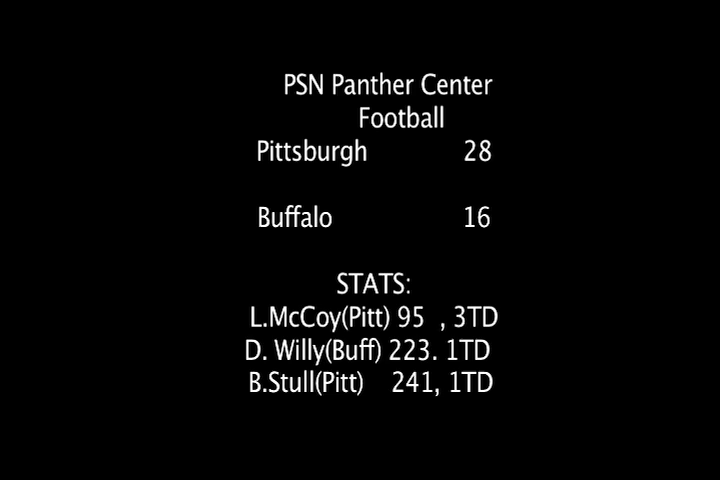 PSN Panther Center
Football
Pittsburgh 28
Buffalo 16
STATS:
L.McCoy(Pitt) 95 , 3TD
D. Willy(Buff) 223. 1TD
B.Stull(Pitt) 241, 1TD